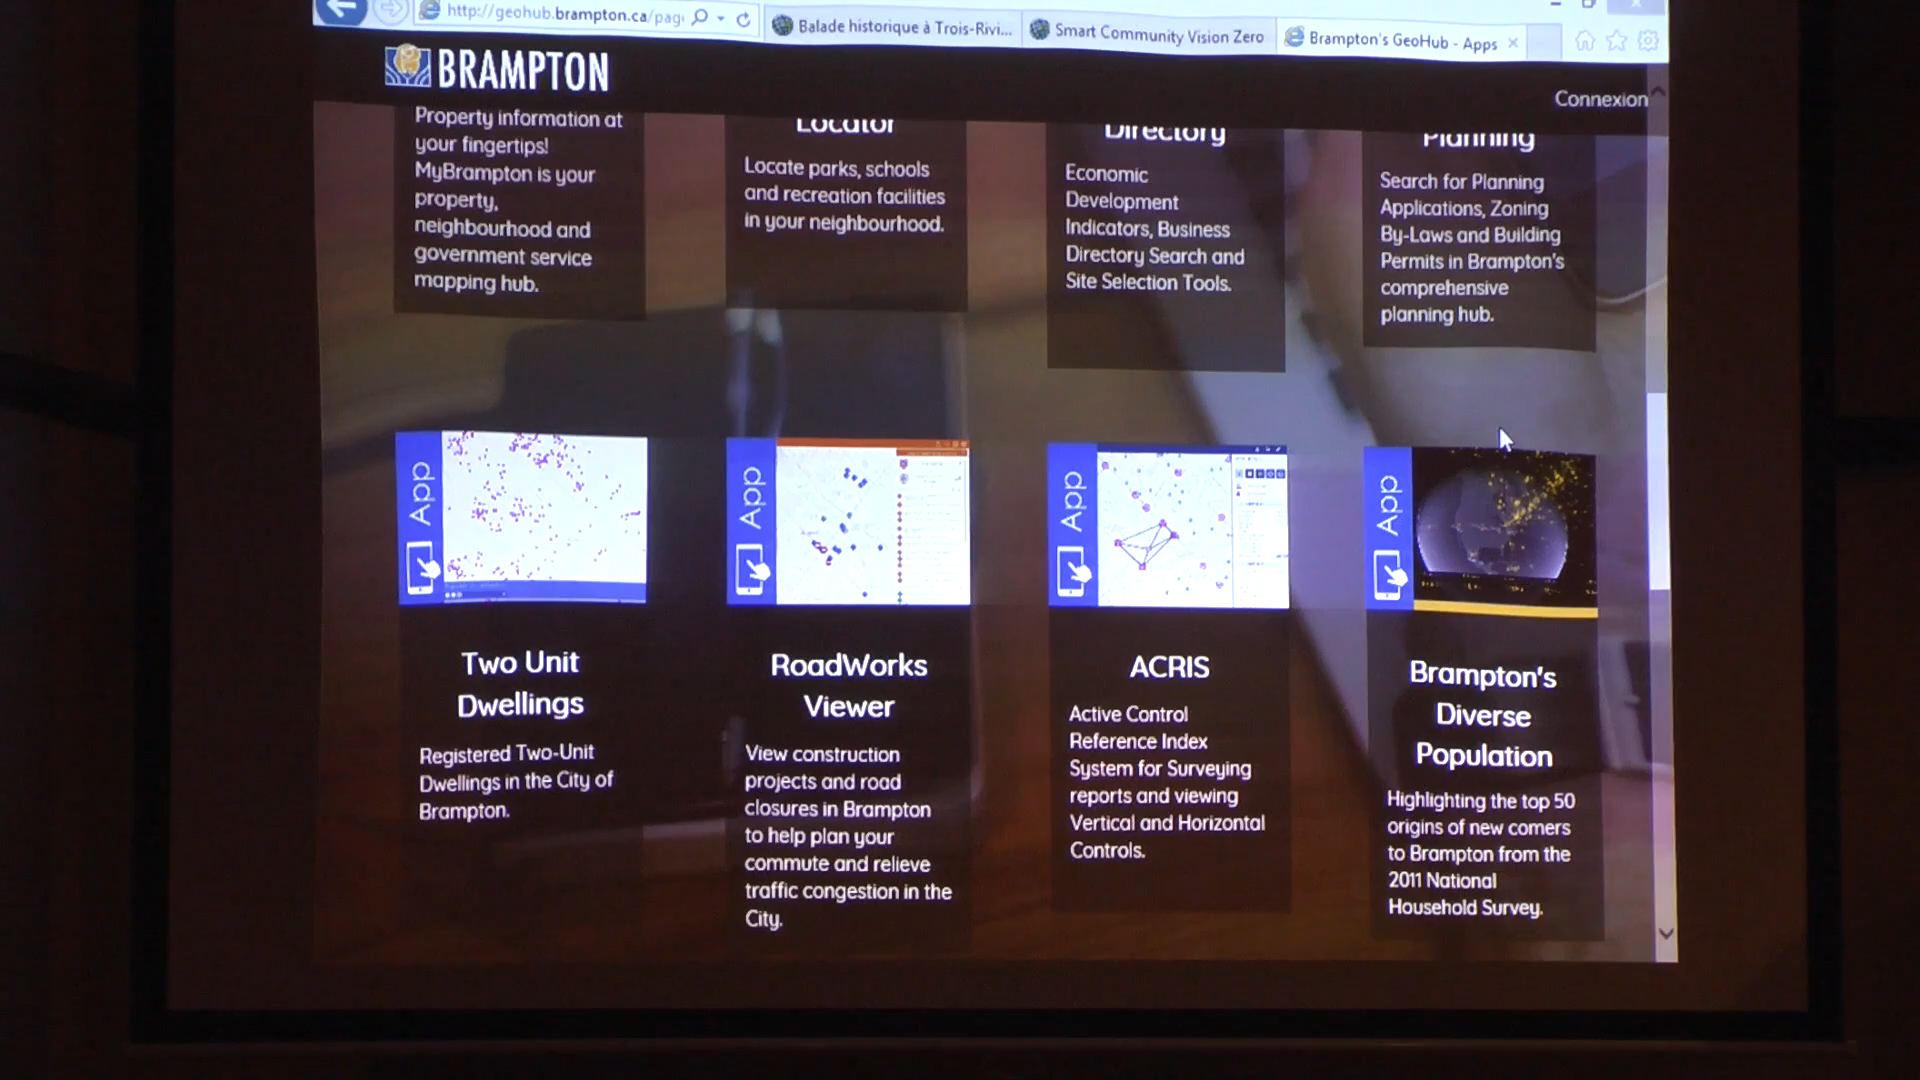 http://geohub.brampton.ca/page
Balade historique à Trois-Rivi...
Smart Community Vision Zero
Brampton's GeoHub - Apps
BRAMPTON
Connexion
Property information at
your fingertips!
MyBrampton is your
property,
neighbourhood and
government service
mapping hub.
Locator
Locate parks, schools
and recreation facilities
in your neighbourhood.
Directory
Economic
Development
Indicators, Business
Directory Search and
Site Selection Tools.
Planning
Search for Planning
Applications, Zoning
By-Laws and Building
Permits in Brampton's
comprehensive
planning hub.
App
Two Unit
Dwellings
Registered Two-Unit
Dwellings in the City of
Brampton.
App
RoadWorks
Viewer
View construction
projects and road
closures in Brampton
to help plan your
commute and relieve
traffic congestion in the
City.
App
ACRIS
Active Control
Reference Index
System for Surveying
reports and viewing
Vertical and Horizontal
Controls.
App
Brampton's
Diverse
Population
Highlighting the top 50
origins of new comers
to Brampton from the
2011 National
Household Survey.